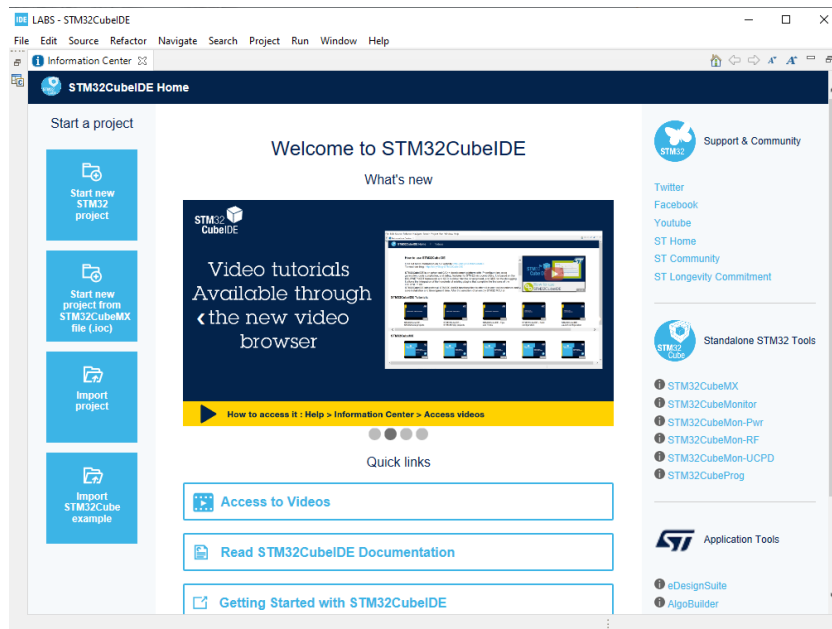 IDE LABS - STM32CubeIDE
File Edit Source Refactor Navigate Search Project Run Window Help
Information Center
STM32CubeIDE Home
Start a project
Start new
STM32
project
Start new
project from
STM32CubeMX
file (.ioc)
Import
project
Import
STM32Cube
example
Welcome to STM32CubeIDE
What's new
STM32
CubeIDE
Video tutorials
Available through
the new video
browser
How to access it : Help > Information Center > Access videos
Quick links
Access to Videos
Read STM32CubeIDE Documentation
Getting Started with STM32CubeIDE
STM32
Support & Community
Twitter
Facebook
Youtube
ST Home
ST Community
ST Longevity Commitment
STM32
Cube
Standalone STM32 Tools
STM32CubeMX
STM32CubeMonitor
STM32CubeMon-Pwr
STM32CubeMon-RF
STM32CubeMon-UCPD
STM32CubeProg
ST
Application Tools
eDesignSuite
AlgoBuilder